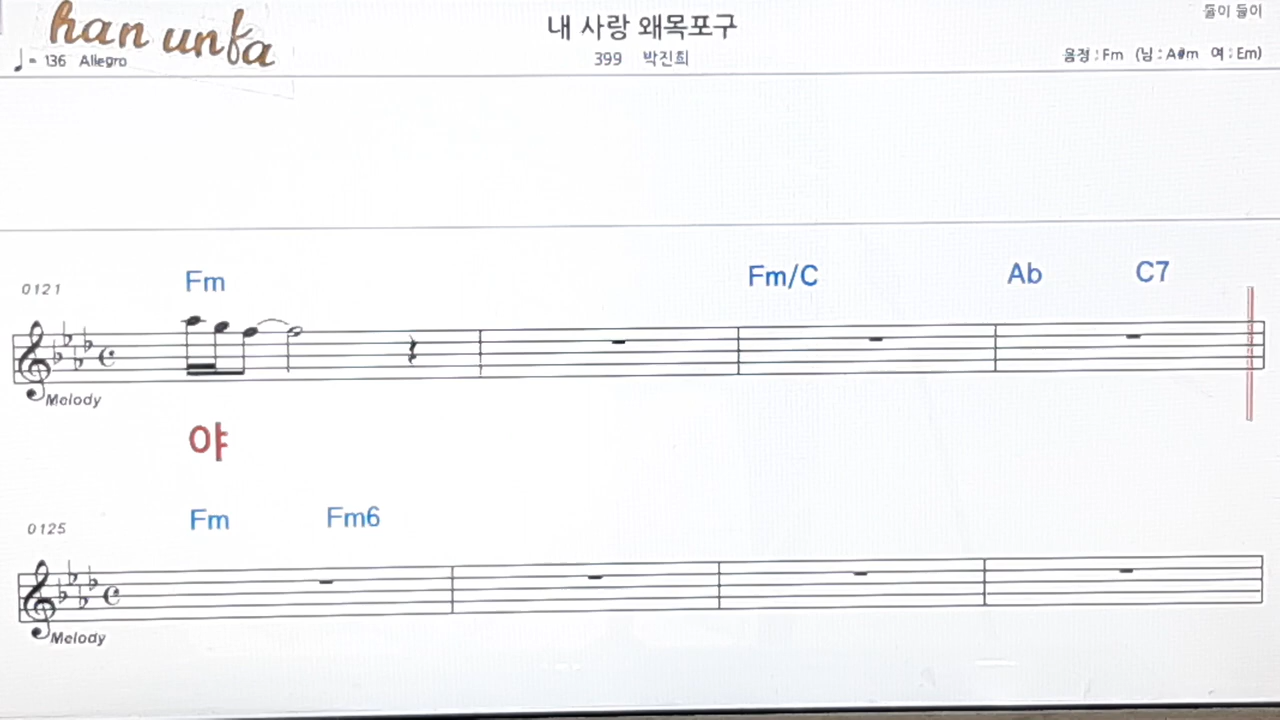 han unfa
내 사랑 왜목포구
둘이 둘이
♩= 136 Allegro
399 박진희
음정 : Fm (님 : A#m 여 : Em)
Fm Fm/C Ab C7
0121
Melody
야
Fm Fm6
0125
Melody